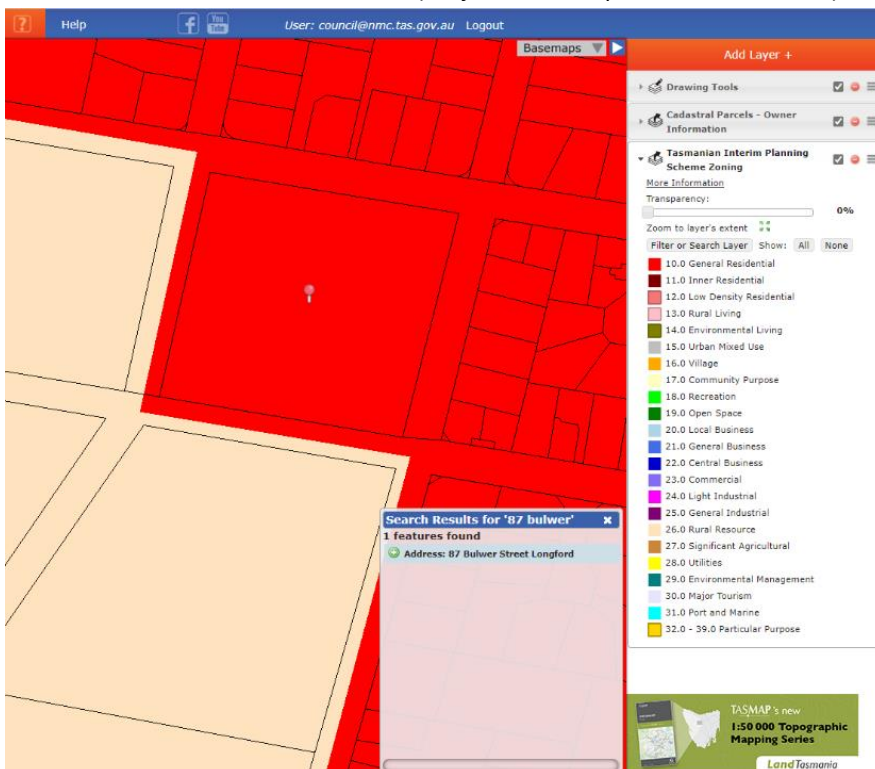 ?
Help
f
You
Tube
User: council@nmc.tas.gov.au Logout
Basemaps
Add Layer +
Drawing Tools
Cadastral Parcels - Owner
Information
Tasmanian Interim Planning
Scheme Zoning
More Information
Transparency:
0%
Zoom to layer's extent
Filter or Search Layer Show: All None
10.0 General Residential
11.0 Inner Residential
12.0 Low Density Residential
13.0 Rural Living
14.0 Environmental Living
15.0 Urban Mixed Use
16.0 Village
17.0 Community Purpose
18.0 Recreation
19.0 Open Space
20.0 Local Business
21.0 General Business
22.0 Central Business
23.0 Commercial
24.0 Light Industrial
25.0 General Industrial
26.0 Rural Resource
27.0 Significant Agricultural
28.0 Utilities
29.0 Environmental Management
30.0 Major Tourism
31.0 Port and Marine
32.0 - 39.0 Particular Purpose
Search Results for '87 bulwer' x
1 features found
Address: 87 Bulwer Street Longford
TASMAP's new
1:50 000 Topographic
Mapping Series
LandTasmania